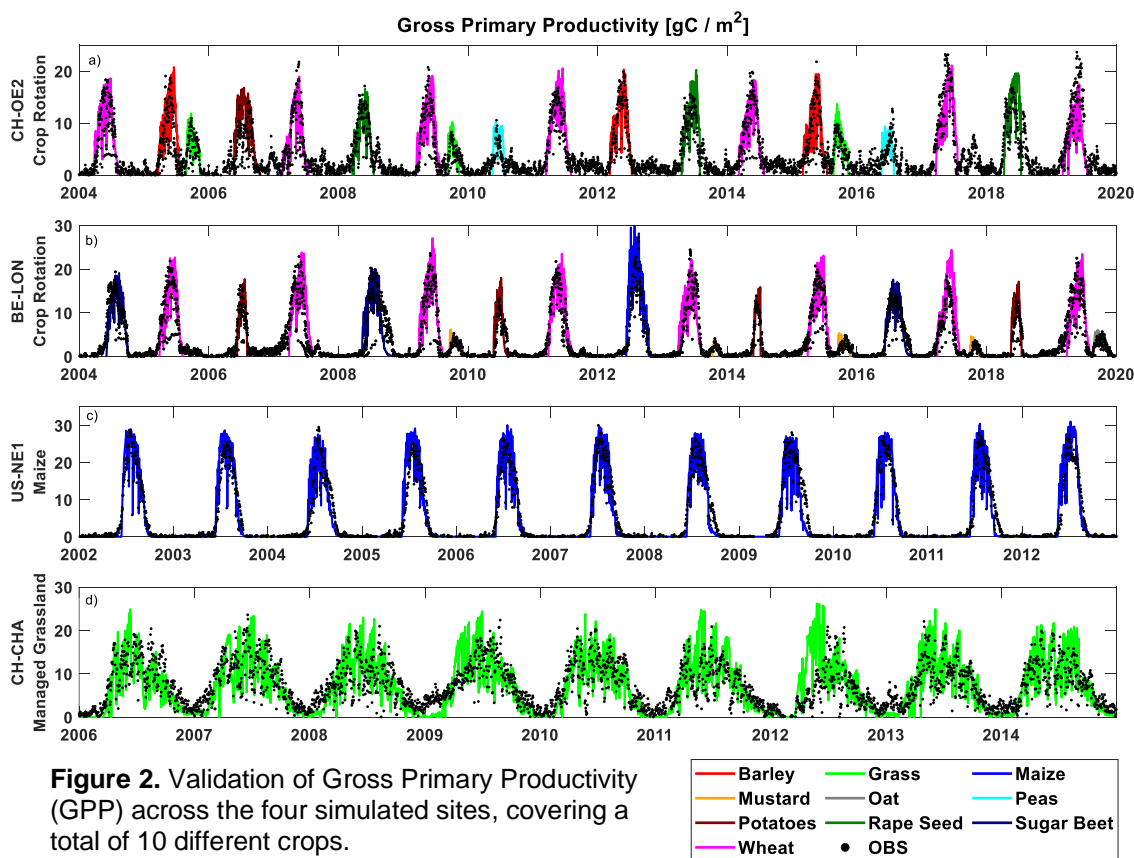 Gross Primary Productivity [gC / m²]
CH-OE2
Crop Rotation
a)
20
10
0
2004 2006 2008 2010 2012 2014 2016 2018 2020
BE-LON
Crop Rotation
b)
30
20
10
0
2004 2006 2008 2010 2012 2014 2016 2018 2020
US-NE1
Maize
c)
30
20
10
0
2002 2003 2004 2005 2006 2007 2008 2009 2010 2011 2012
CH-CHA
Managed Grassland
d)
30
20
10
0
2006 2007 2008 2009 2010 2011 2012 2013 2014
Figure 2. Validation of Gross Primary Productivity
(GPP) across the four simulated sites, covering a
total of 10 different crops.
Barley Grass Maize
Mustard Oat Peas
Potatoes Rape Seed Sugar Beet
Wheat OBS